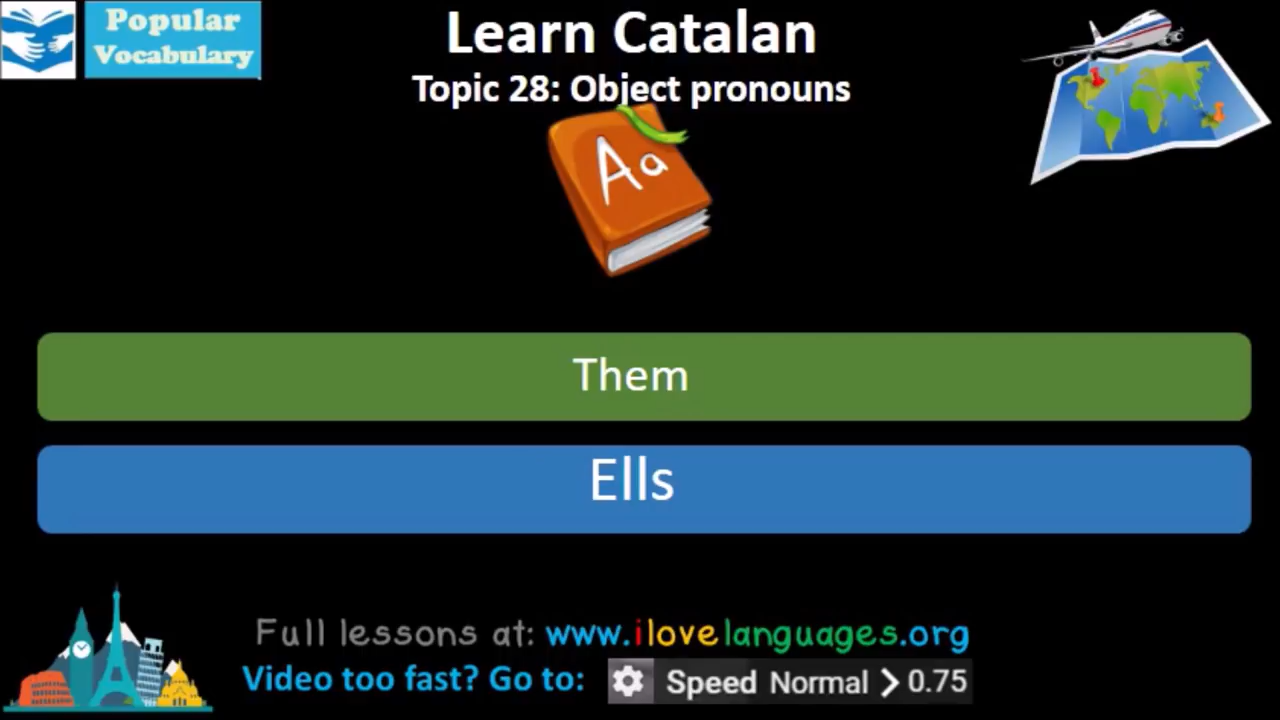 Popular
Vocabulary
Learn Catalan
Topic 28: Object pronouns
Aa
Them
Ells
Full lessons at: www.ilovelanguages.org
Video too fast? Go to: Speed Normal > 0.75